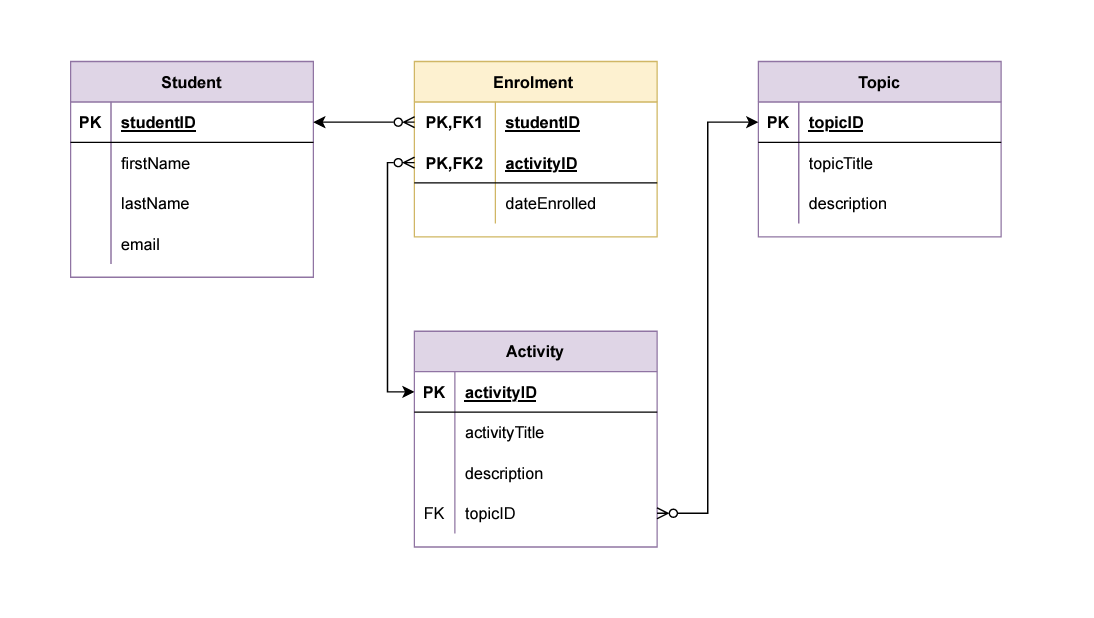 Student
PK studentID
firstName
lastName
email
Enrolment
PK,FK1 studentID
PK,FK2 activityID
dateEnrolled
Topic
PK topicID
topicTitle
description
Activity
PK activityID
activityTitle
description
FK topicID